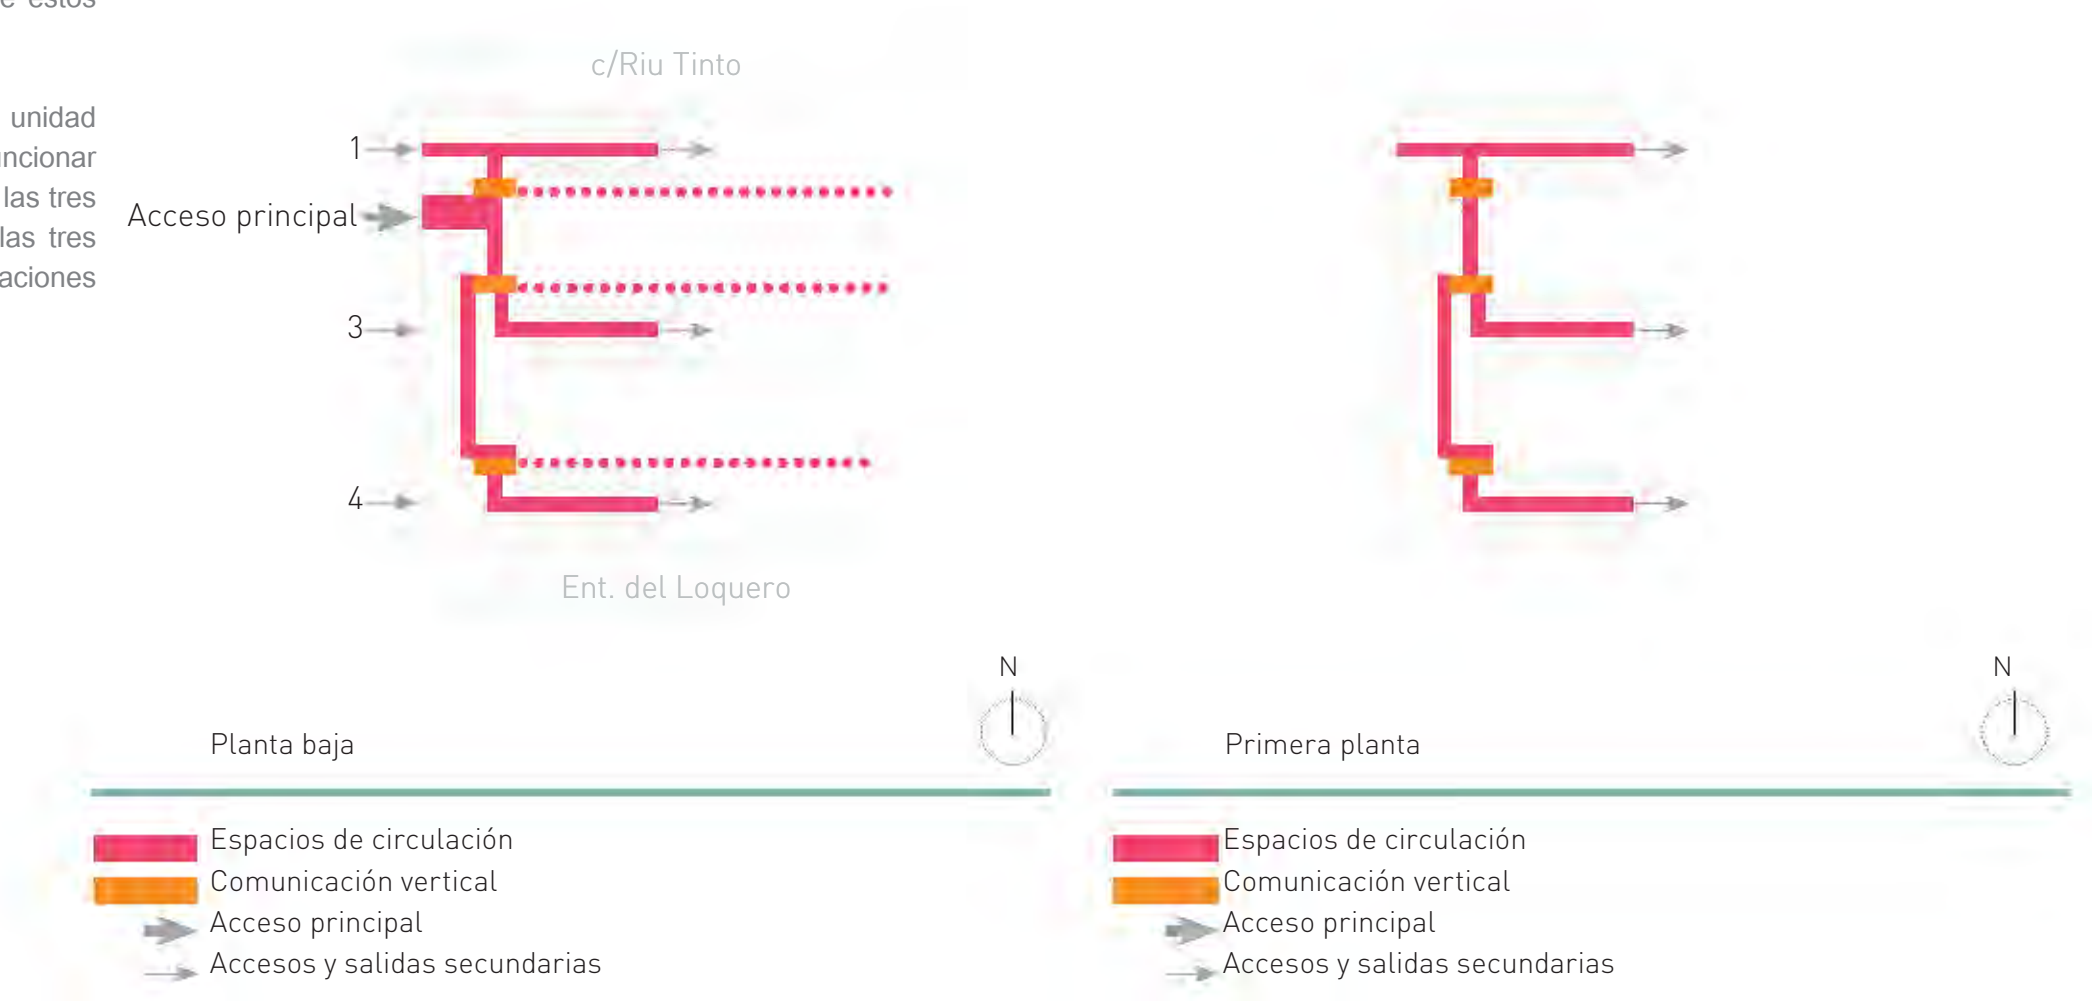 e estos
unidad
uncionar
las tres
las tres
aciones
c/Riu Tinto
1
Acceso principal
3
4
Ent. del Loquero
N
Planta baja
Espacios de circulación
Comunicación vertical
Acceso principal
Accesos y salidas secundarias
N
Primera planta
Espacios de circulación
Comunicación vertical
Acceso principal
Accesos y salidas secundarias